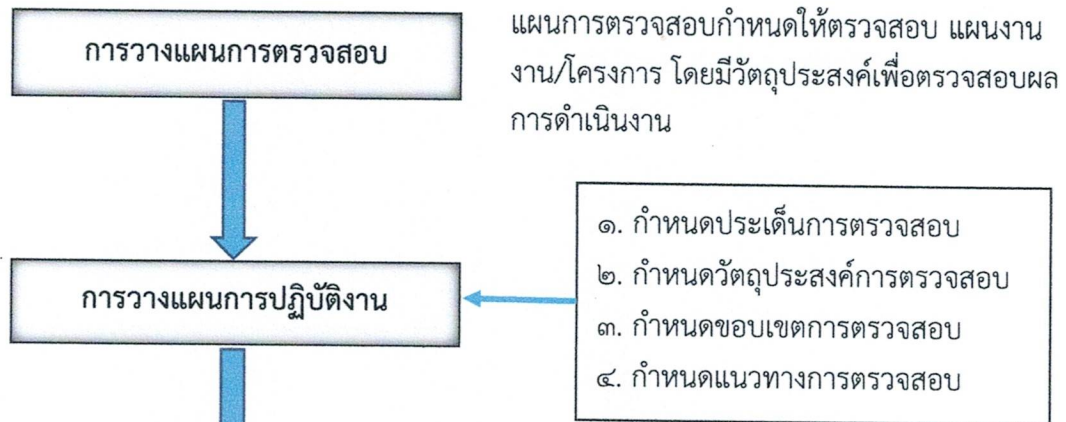 การวางแผนการตรวจสอบ
แผนการตรวจสอบกำหนดให้ตรวจสอบ แผนงาน
งาน/โครงการ โดยมีวัตถุประสงค์เพื่อตรวจสอบผล
การดำเนินงาน
การวางแผนการปฏิบัติงาน
๑. กำหนดประเด็นการตรวจสอบ
๒. กำหนดวัตถุประสงค์การตรวจสอบ
๓. กำหนดขอบเขตการตรวจสอบ
๔. กำหนดแนวทางการตรวจสอบ